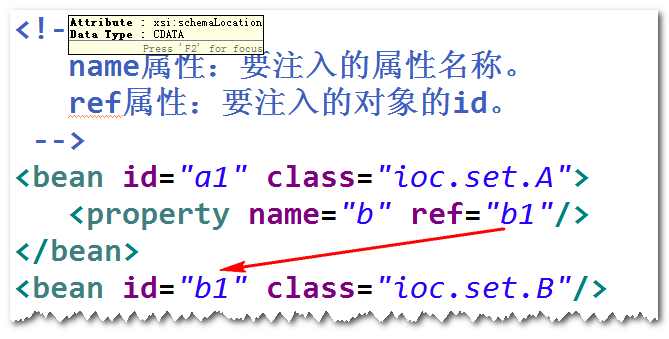 <!--
Attribute : xsi:schemaLocation
Data Type : CDATA
Press 'F2' for focus
name属性：要注入的属性名称。
ref属性：要注入的对象的id。
-->
<bean id="a1" class="ioc.set.A">
<property name="b" ref="b1"/>
</bean>
<bean id="b1" class="ioc.set.B"/>